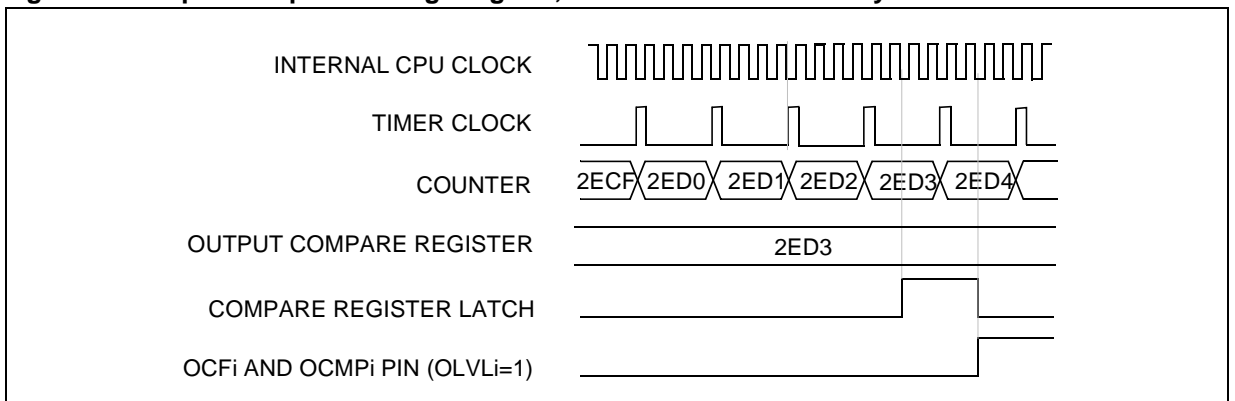 INTERNAL CPU CLOCK
TIMER CLOCK
COUNTER 2ECF 2ED0 2ED1 2ED2 2ED3 2ED4
OUTPUT COMPARE REGISTER 2ED3
COMPARE REGISTER LATCH
OCFi AND OCMPi PIN (OLVLi=1)